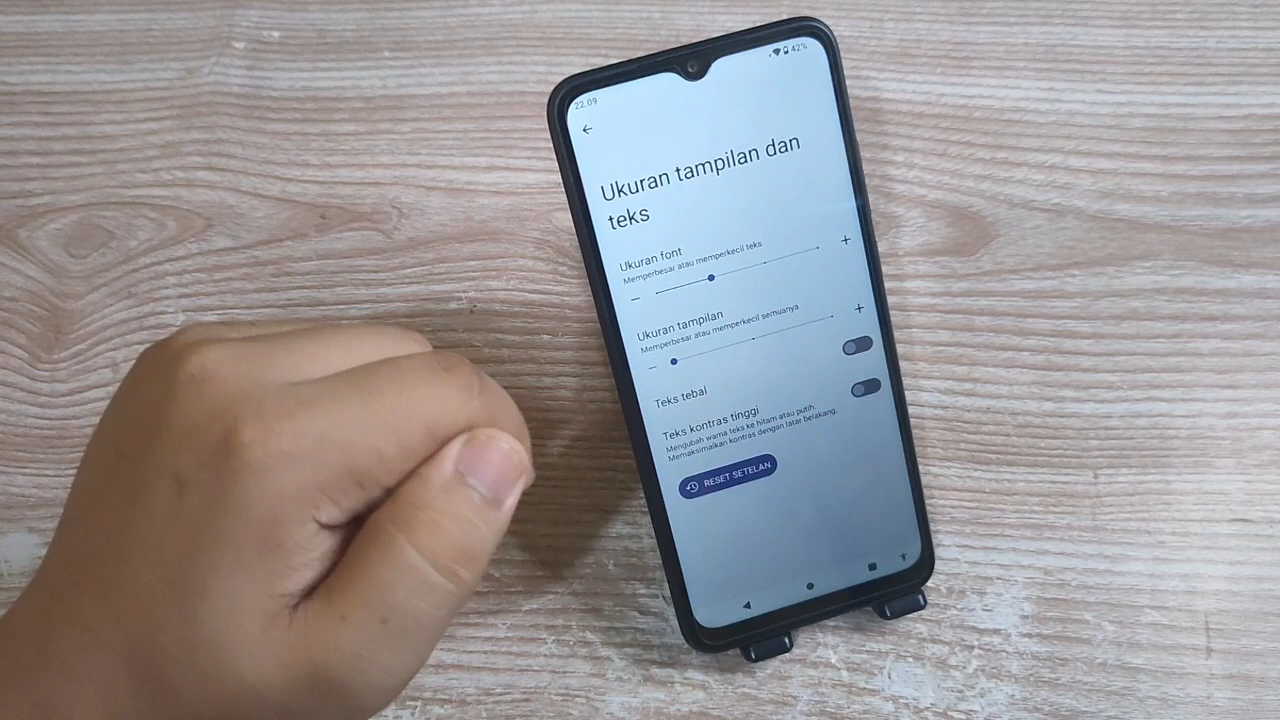 42%
22.09
Ukuran tampilan dan
teks
Ukuran font
Memperbesar atau memperkecil teks
Ukuran tampilan
Memperbesar atau memperkecil semuanya
Teks tebal
Teks kontras tinggi
Mengubah warna teks ke hitam atau putih.
Memaksimalkan kontras dengan latar belakang.
RESET SETELAN